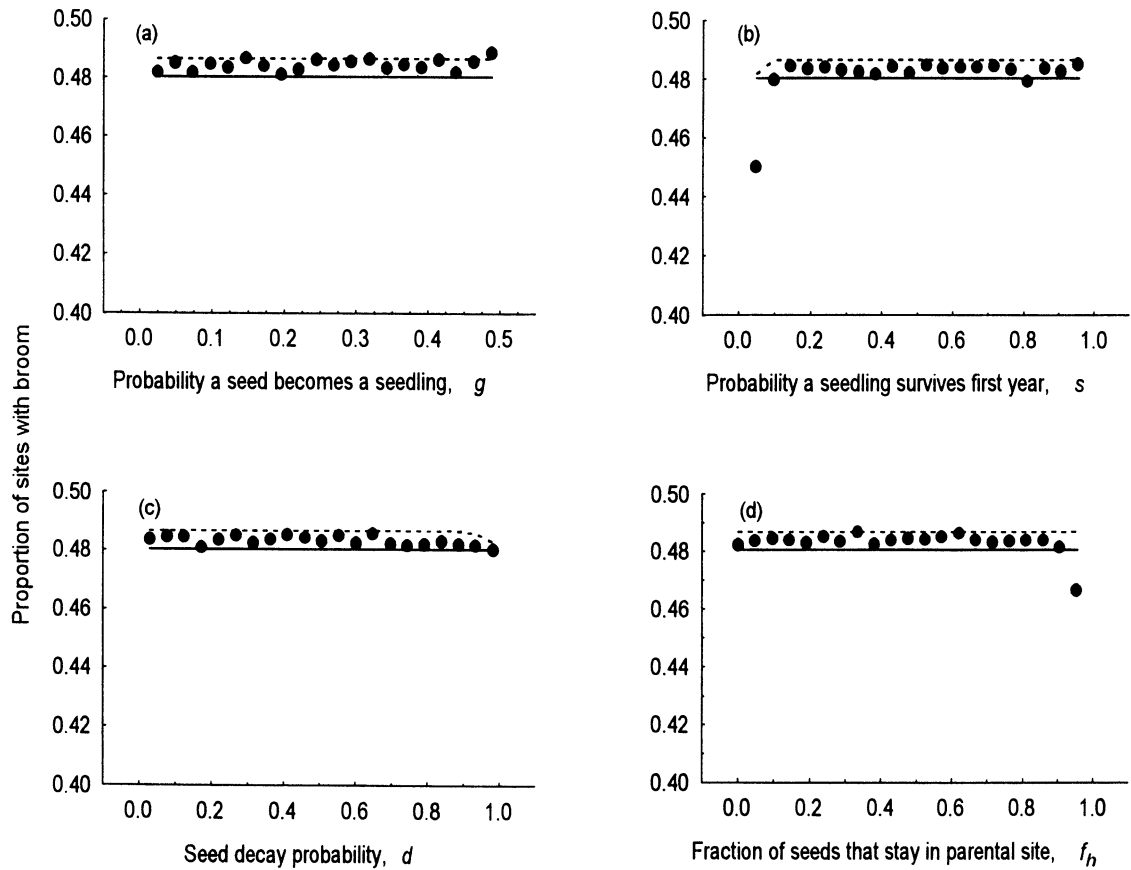 Proportion of sites with broom
(a)
0.50
0.48
0.46
0.44
0.42
0.40
0.0 0.1 0.2 0.3 0.4 0.5
Probability a seed becomes a seedling, g
(b)
0.50
0.48
0.46
0.44
0.42
0.40
0.0 0.2 0.4 0.6 0.8 1.0
Probability a seedling survives first year, s
(c)
0.50
0.48
0.46
0.44
0.42
0.40
0.0 0.2 0.4 0.6 0.8 1.0
Seed decay probability, d
(d)
0.50
0.48
0.46
0.44
0.42
0.40
0.0 0.2 0.4 0.6 0.8 1.0
Fraction of seeds that stay in parental site, fh